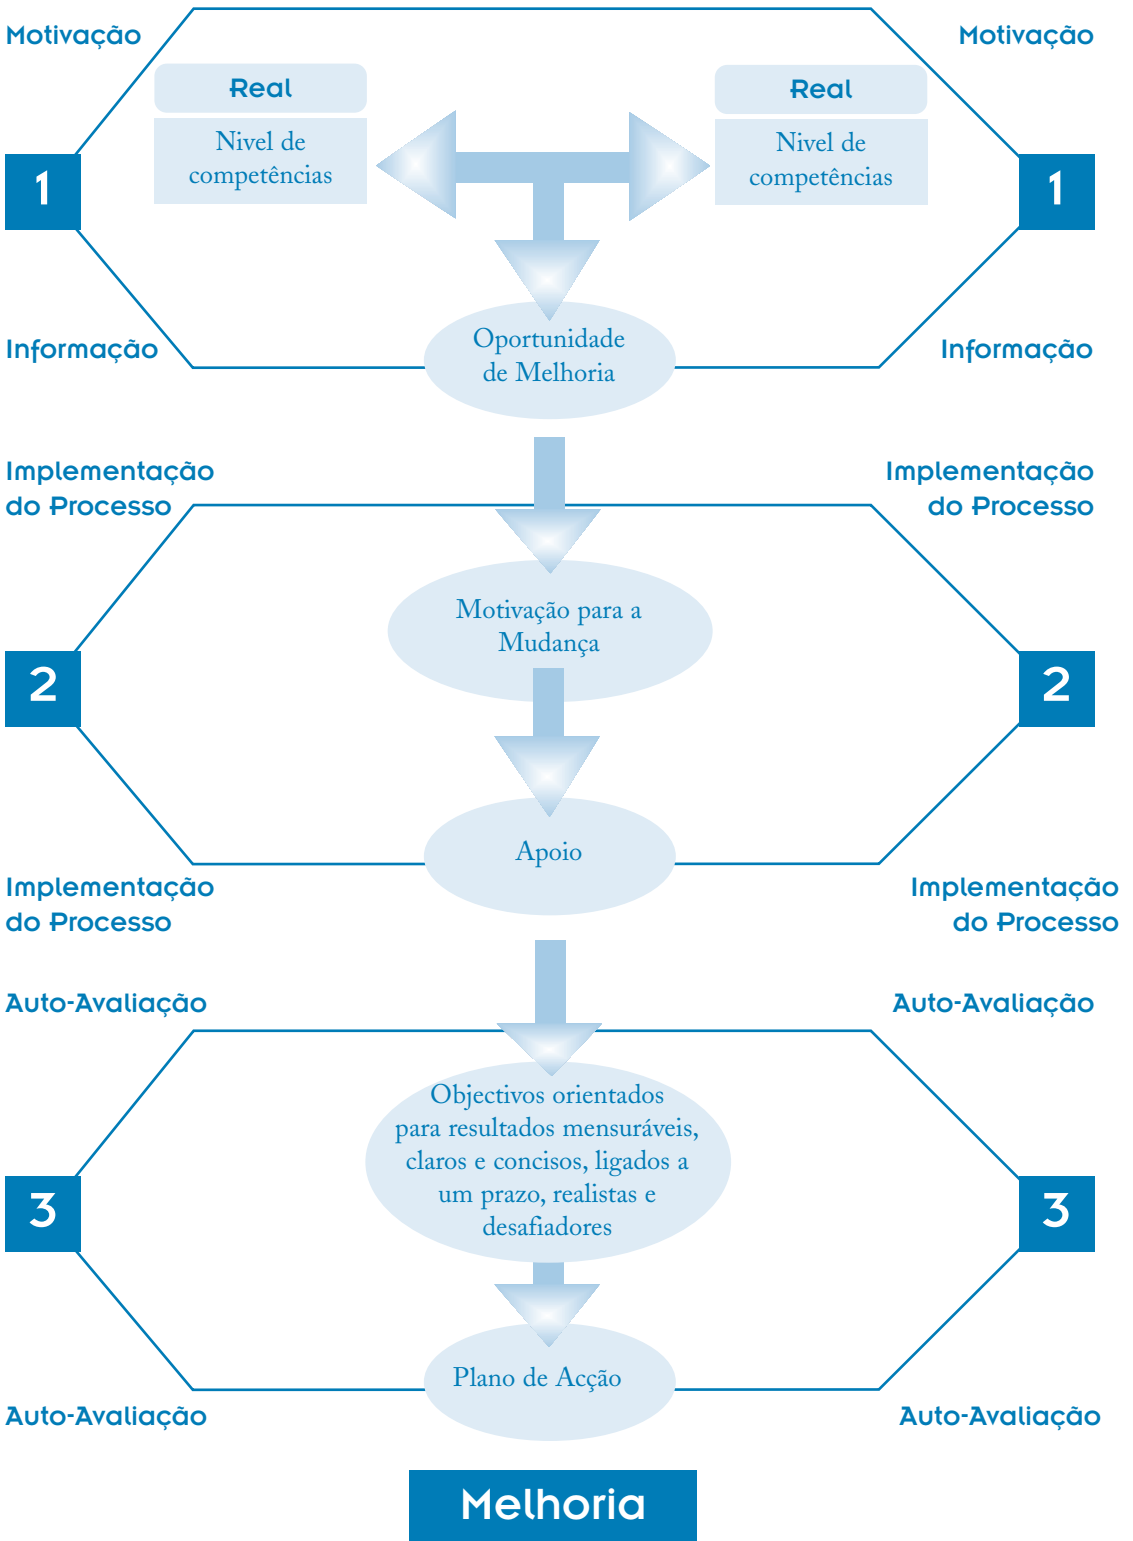 Motivação
Motivação
Real
Real
Nivel de
competências
Nivel de
competências
1
1
Informação
Informação
Oportunidade
de Melhoria
Implementação
do Processo
Implementação
do Processo
Motivação para a
Mudança
2
2
Apoio
Implementação
do Processo
Implementação
do Processo
Auto-Avaliação
Auto-Avaliação
Objectivos orientados
para resultados mensuráveis,
claros e concisos, ligados a
um prazo, realistas e
desafiadores
3
3
Plano de Acção
Auto-Avaliação
Auto-Avaliação
Melhoria